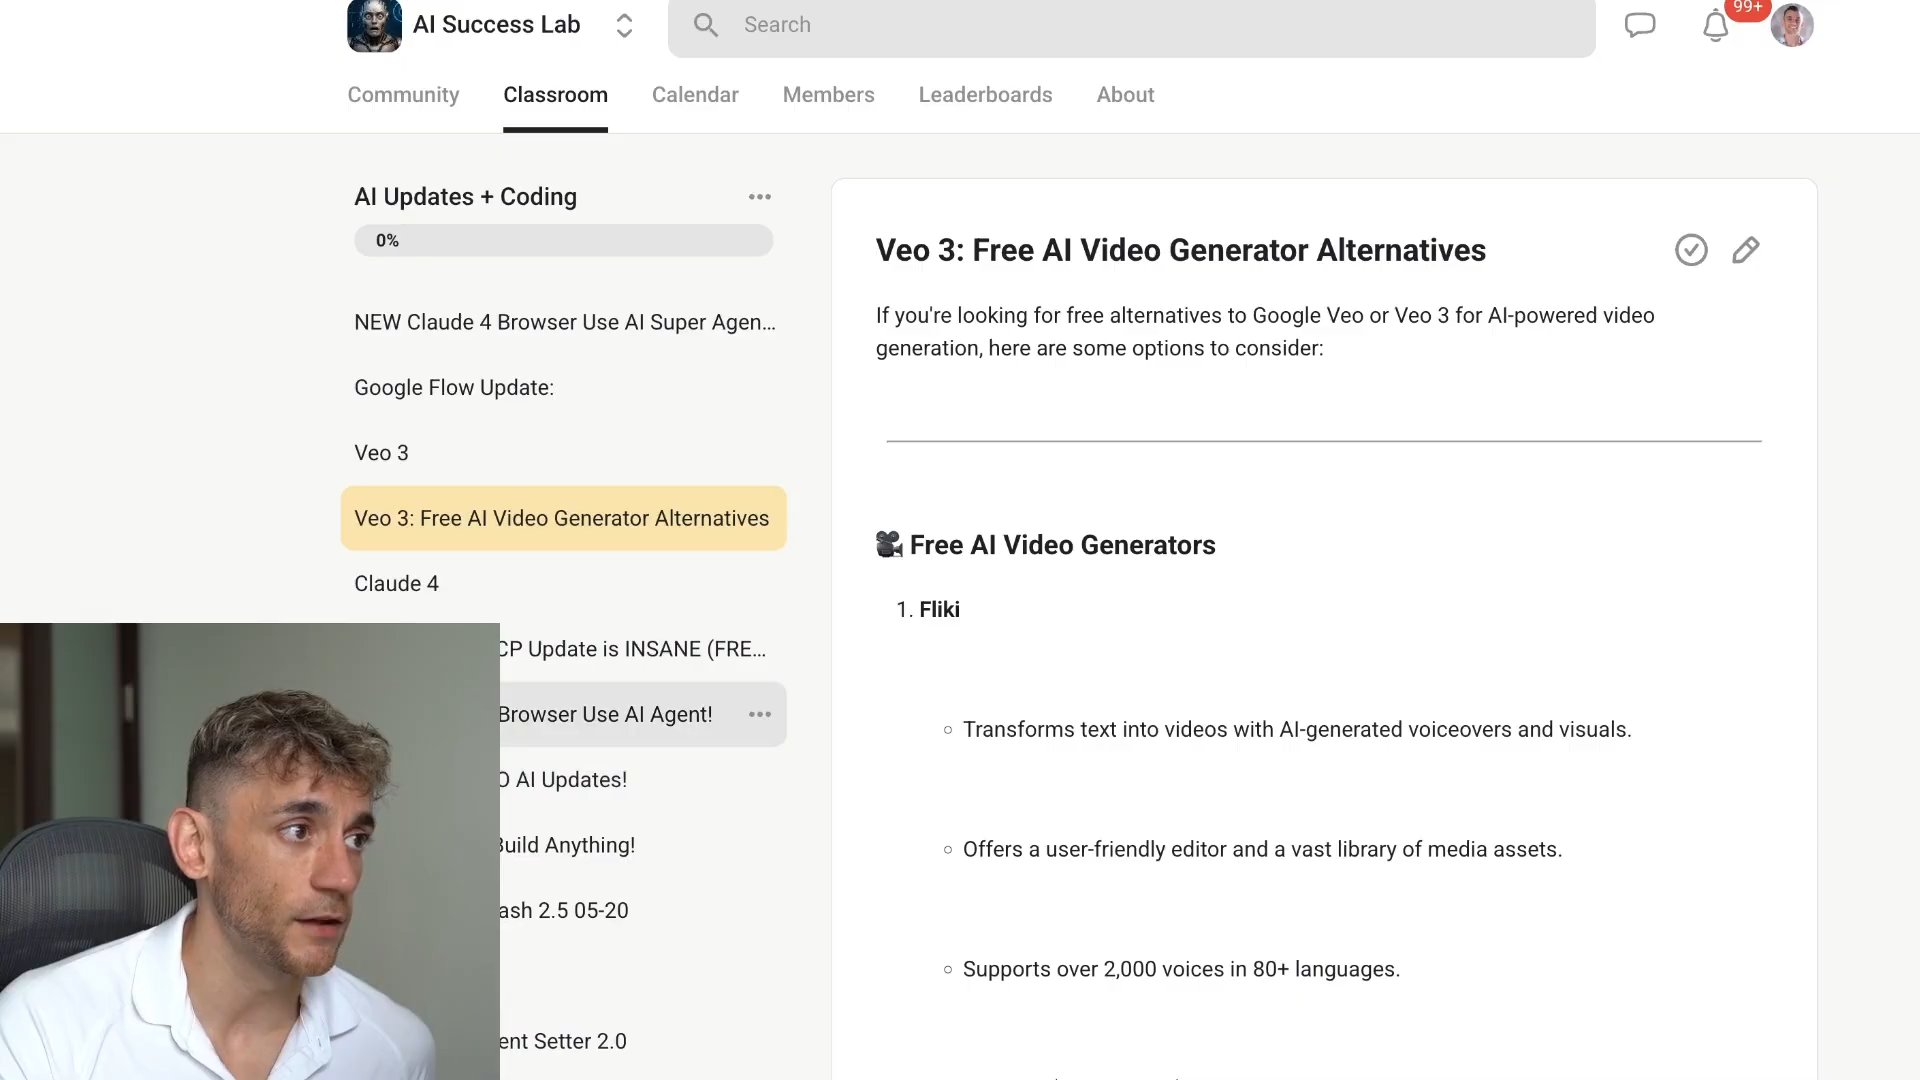 AI Success Lab
Search
99+
Community
Classroom
Calendar
Members
Leaderboards
About
AI Updates + Coding
0%
NEW Claude 4 Browser Use AI Super Agen...
Google Flow Update:
Veo 3
Veo 3: Free AI Video Generator Alternatives
Claude 4
CP Update is INSANE (FRE...
Browser Use AI Agent!
AI Updates!
Build Anything!
ash 2.5 05-20
ent Setter 2.0
Veo 3: Free AI Video Generator Alternatives
If you're looking for free alternatives to Google Veo or Veo 3 for AI-powered video
generation, here are some options to consider:
Free AI Video Generators
1. Fliki
Transforms text into videos with AI-generated voiceovers and visuals.
Offers a user-friendly editor and a vast library of media assets.
Supports over 2,000 voices in 80+ languages.